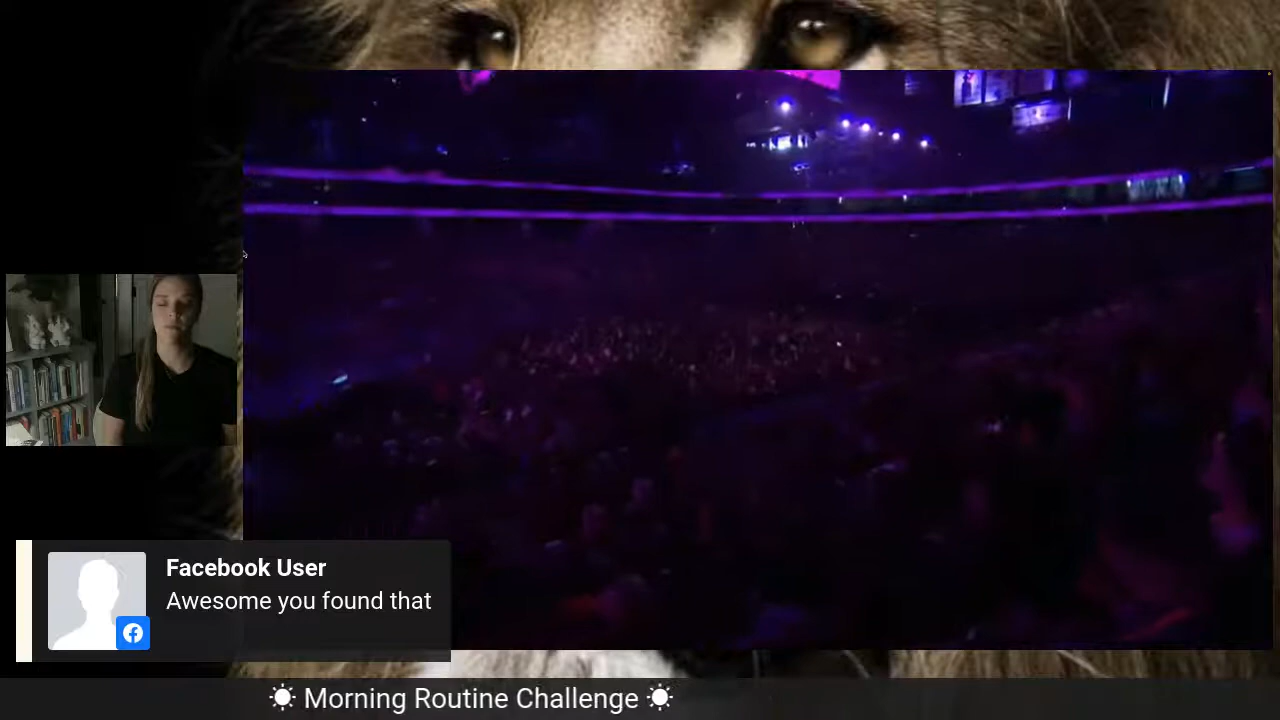 Facebook User
Awesome you found that
☀ Morning Routine Challenge ☀